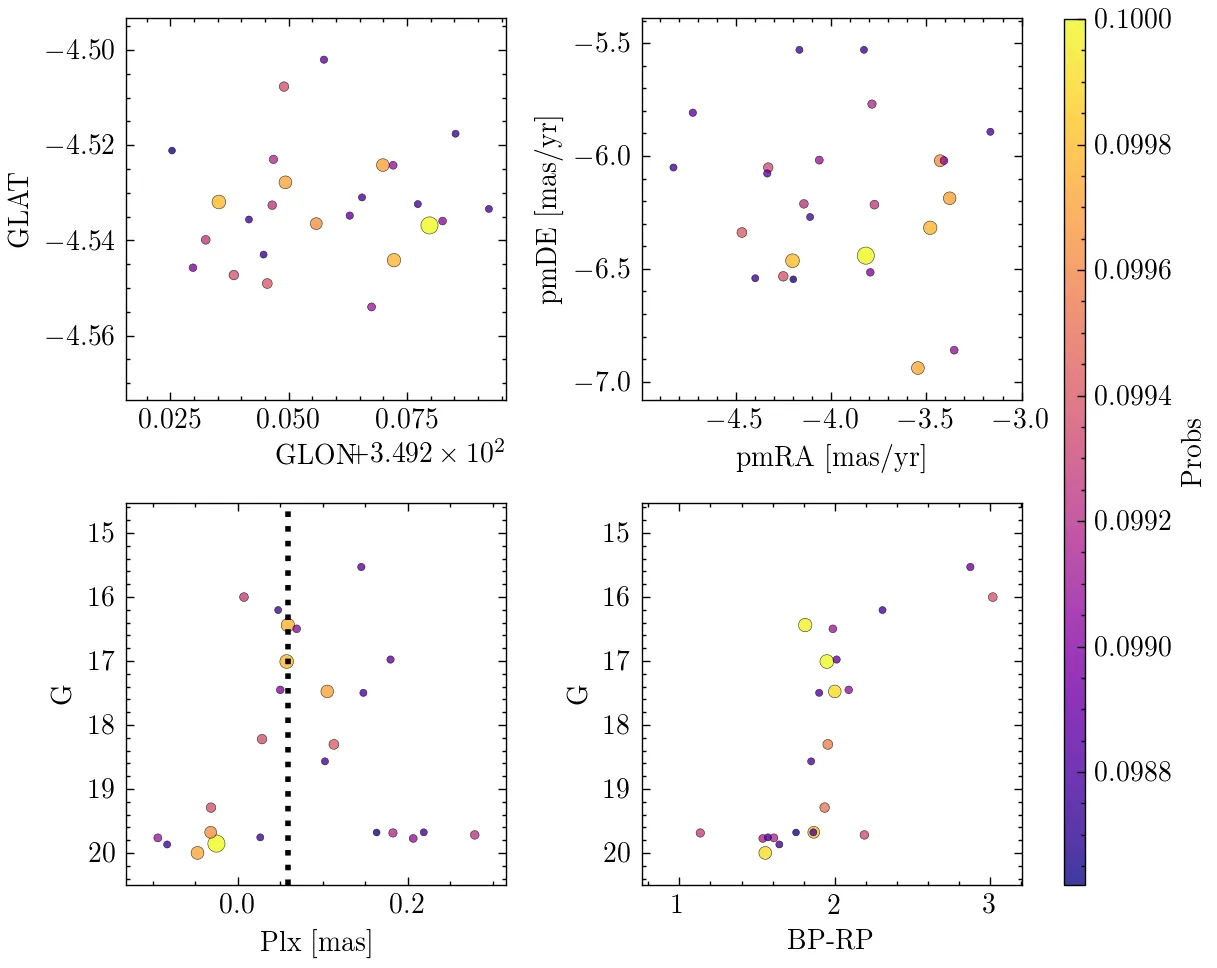 −4.50
−4.52
−4.54
−4.56
GLAT
0.025 0.050 0.075
GLON +3.492 × 10²
−5.5
−6.0
−6.5
−7.0
pmDE [mas/yr]
−4.5 −4.0 −3.5 −3.0
pmRA [mas/yr]
15
16
17
18
19
20
G
0.0 0.2
Plx [mas]
15
16
17
18
19
20
G
1 2 3
BP-RP
0.1000
0.0998
0.0996
0.0994
0.0992
0.0990
0.0988
Probs